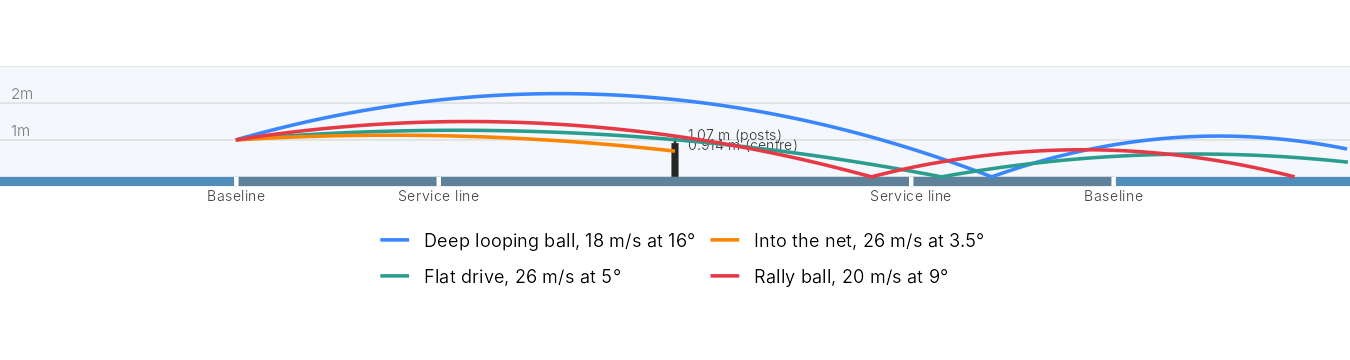 2m
1m
1.07 m (posts)
0.914 m (centre)
Baseline
Service line
Service line
Baseline
Deep looping ball, 18 m/s at 16°
Into the net, 26 m/s at 3.5°
Flat drive, 26 m/s at 5°
Rally ball, 20 m/s at 9°